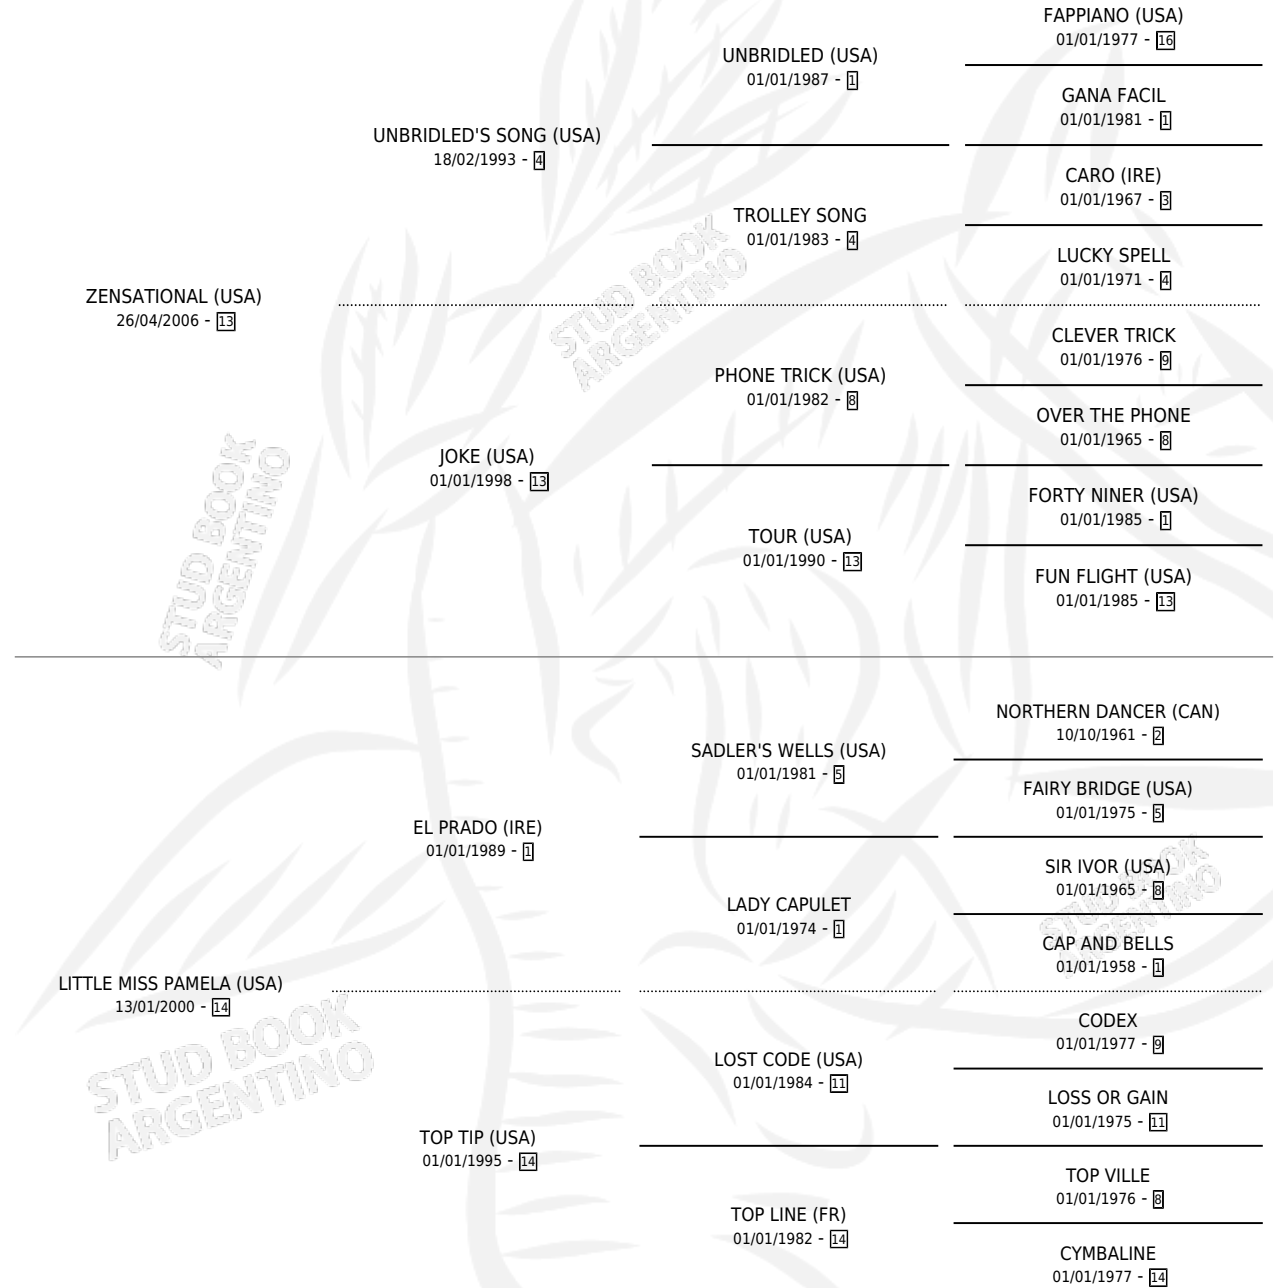 FAPPIANO (USA)
01/01/1977 - 16
UNBRIDLED (USA)
01/01/1987 - 1
GANA FACIL
01/01/1981 - 1
UNBRIDLED'S SONG (USA)
18/02/1993 - 4
CARO (IRE)
01/01/1967 - 3
TROLLEY SONG
01/01/1983 - 4
LUCKY SPELL
01/01/1971 - 4
ZENSATIONAL (USA)
26/04/2006 - 13
STUD BOOK
ARGENTINO
CLEVER TRICK
01/01/1976 - 9
PHONE TRICK (USA)
01/01/1982 - 8
OVER THE PHONE
01/01/1965 - 8
JOKE (USA)
01/01/1998 - 13
FORTY NINER (USA)
01/01/1985 - 1
TOUR (USA)
01/01/1990 - 13
FUN FLIGHT (USA)
01/01/1985 - 13
STUD BOOK
ARGENTINO
NORTHERN DANCER (CAN)
10/10/1961 - 2
SADLER'S WELLS (USA)
01/01/1981 - 5
FAIRY BRIDGE (USA)
01/01/1975 - 5
EL PRADO (IRE)
01/01/1989 - 1
SIR IVOR (USA)
01/01/1965 - 8
STUD BOOK
ARGENTINO
LADY CAPULET
01/01/1974 - 1
CAP AND BELLS
01/01/1958 - 1
LITTLE MISS PAMELA (USA)
13/01/2000 - 14
STUD BOOK
ARGENTINO
CODEX
01/01/1977 - 9
LOST CODE (USA)
01/01/1984 - 11
LOSS OR GAIN
01/01/1975 - 11
TOP TIP (USA)
01/01/1995 - 14
TOP VILLE
01/01/1976 - 8
TOP LINE (FR)
01/01/1982 - 14
CYMBALINE
01/01/1977 - 14